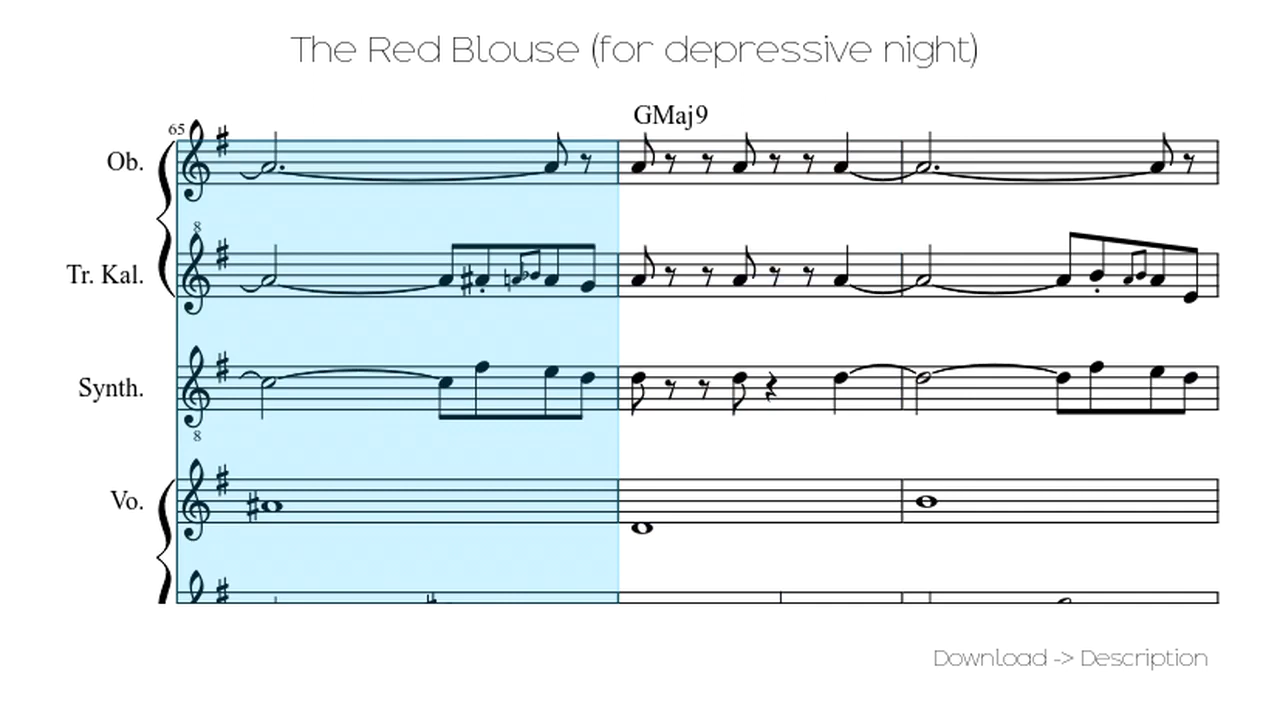 The Red Blouse (for depressive night)
GMaj9
65
Ob.
8
Tr. Kal.
Synth.
8
Vo.
Download -> Description